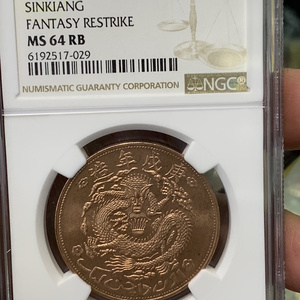 SINKIANG
FANTASY RESTRIKE
MS 64 RB
6192517-029
NUMISMATIC GUARANTY CORPORATION
NGC
造年戌庚